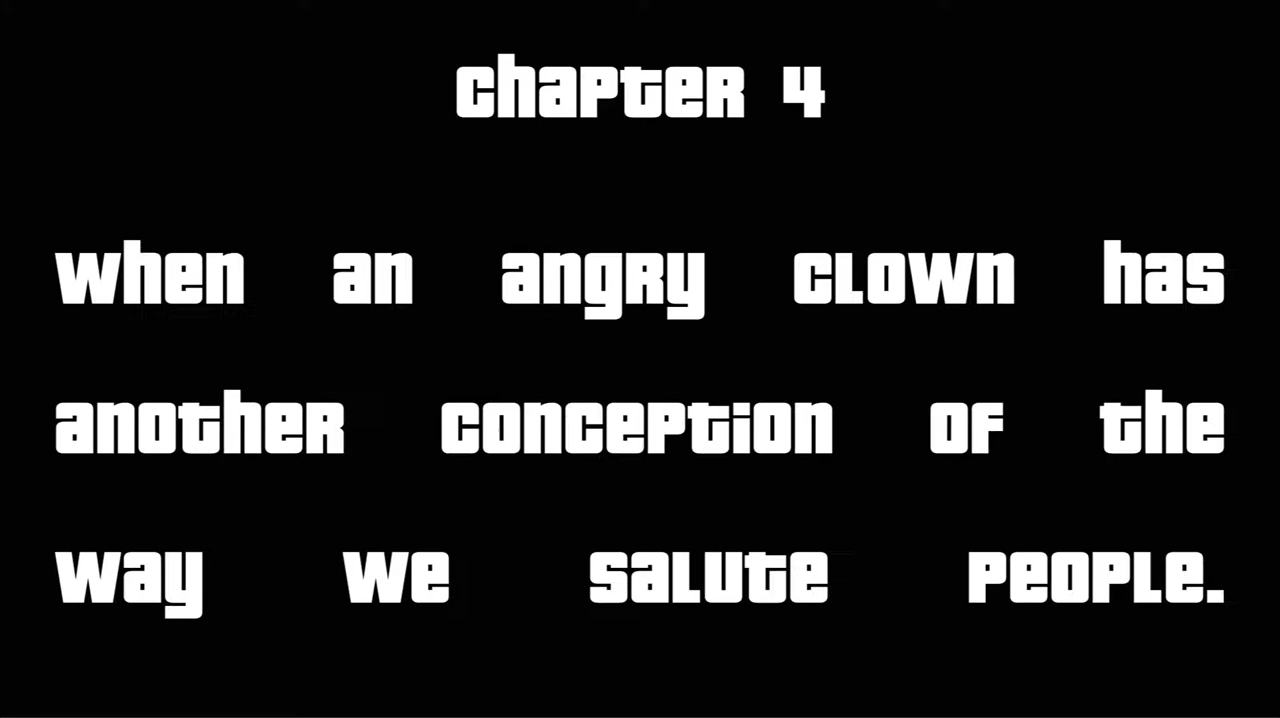 chapter 4
when an angry clown has
another conception of the
way we salute people.